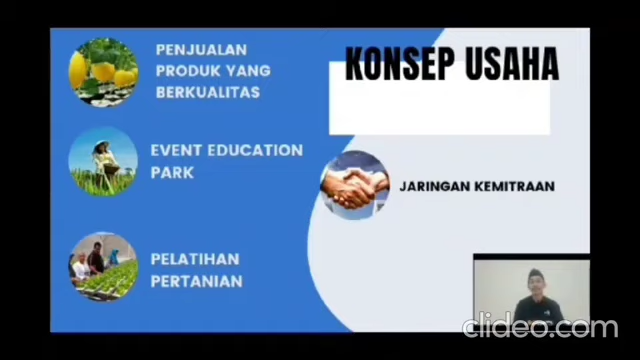 KONSEP USAHA
PENJUALAN
PRODUK YANG
BERKUALITAS
EVENT EDUCATION
PARK
JARINGAN KEMITRAAN
PELATIHAN
PERTANIAN
clideo.com